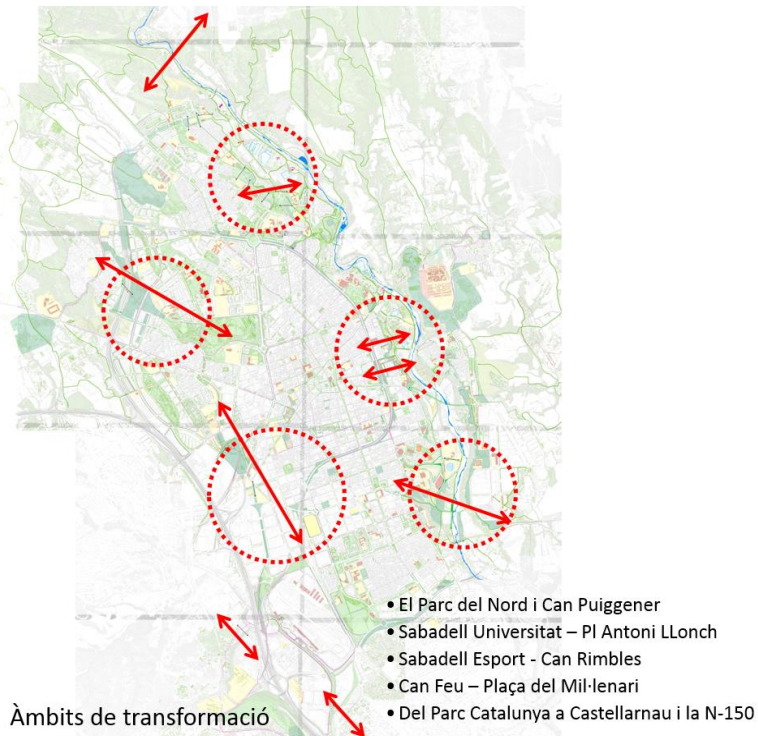 • El Parc del Nord i Can Puiggener
• Sabadell Universitat – Pl Antoni LLonch
• Sabadell Esport - Can Rimbles
• Can Feu – Plaça del Mil·lenari
• Del Parc Catalunya a Castellarnau i la N-150
Àmbits de transformació